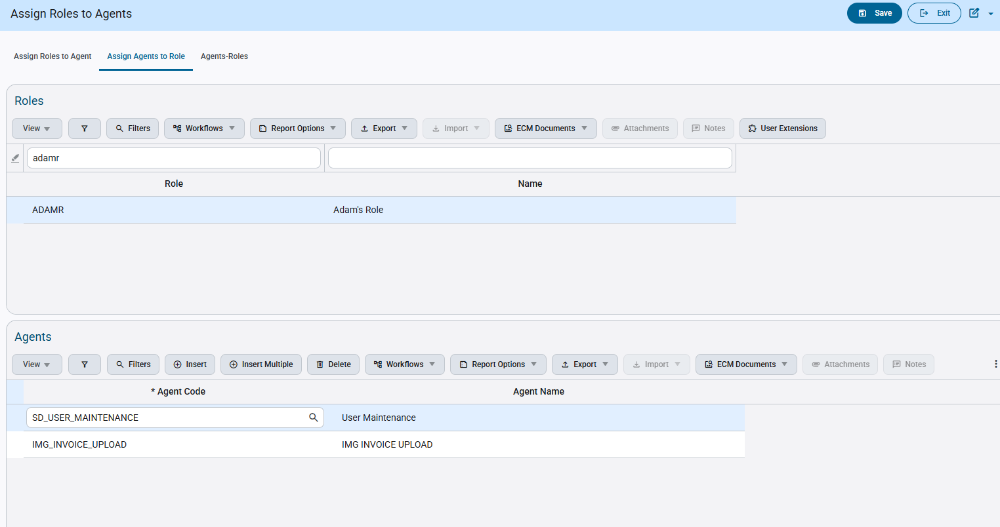 Assign Roles to Agents Save Exit
Assign Roles to Agent Assign Agents to Role Agents-Roles
Roles
View Filters Workflows Report Options Export Import ECM Documents Attachments Notes User Extensions
adamr
Role Name
ADAMR Adam's Role
Agents
View Filters Insert Insert Multiple Delete Workflows Report Options Export Import ECM Documents Attachments Notes
* Agent Code Agent Name
SD_USER_MAINTENANCE User Maintenance
IMG_INVOICE_UPLOAD IMG INVOICE UPLOAD